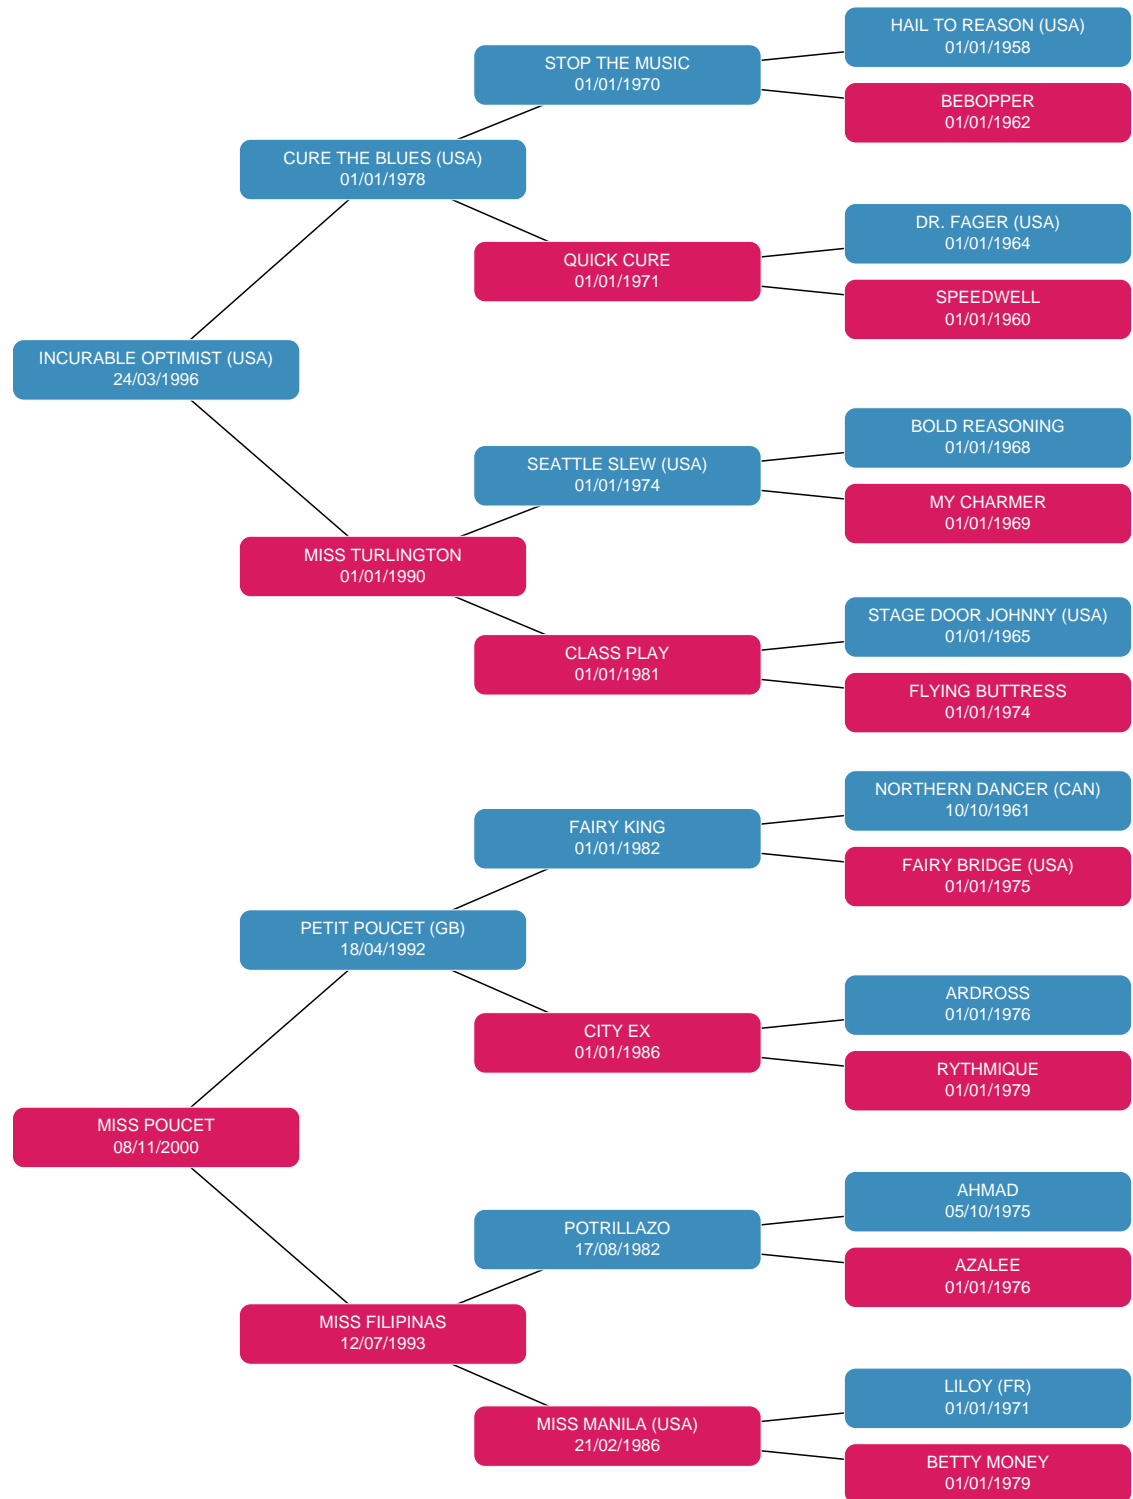 HAIL TO REASON (USA)
01/01/1958
STOP THE MUSIC
01/01/1970
BEBOPPER
01/01/1962
CURE THE BLUES (USA)
01/01/1978
DR. FAGER (USA)
01/01/1964
QUICK CURE
01/01/1971
SPEEDWELL
01/01/1960
INCURABLE OPTIMIST (USA)
24/03/1996
BOLD REASONING
01/01/1968
SEATTLE SLEW (USA)
01/01/1974
MY CHARMER
01/01/1969
MISS TURLINGTON
01/01/1990
STAGE DOOR JOHNNY (USA)
01/01/1965
CLASS PLAY
01/01/1981
FLYING BUTTRESS
01/01/1974
NORTHERN DANCER (CAN)
10/10/1961
FAIRY KING
01/01/1982
FAIRY BRIDGE (USA)
01/01/1975
PETIT POUCET (GB)
18/04/1992
ARDROSS
01/01/1976
CITY EX
01/01/1986
RYTHMIQUE
01/01/1979
MISS POUCET
08/11/2000
AHMAD
05/10/1975
POTRILLAZO
17/08/1982
AZALEE
01/01/1976
MISS FILIPINAS
12/07/1993
LILOY (FR)
01/01/1971
MISS MANILA (USA)
21/02/1986
BETTY MONEY
01/01/1979